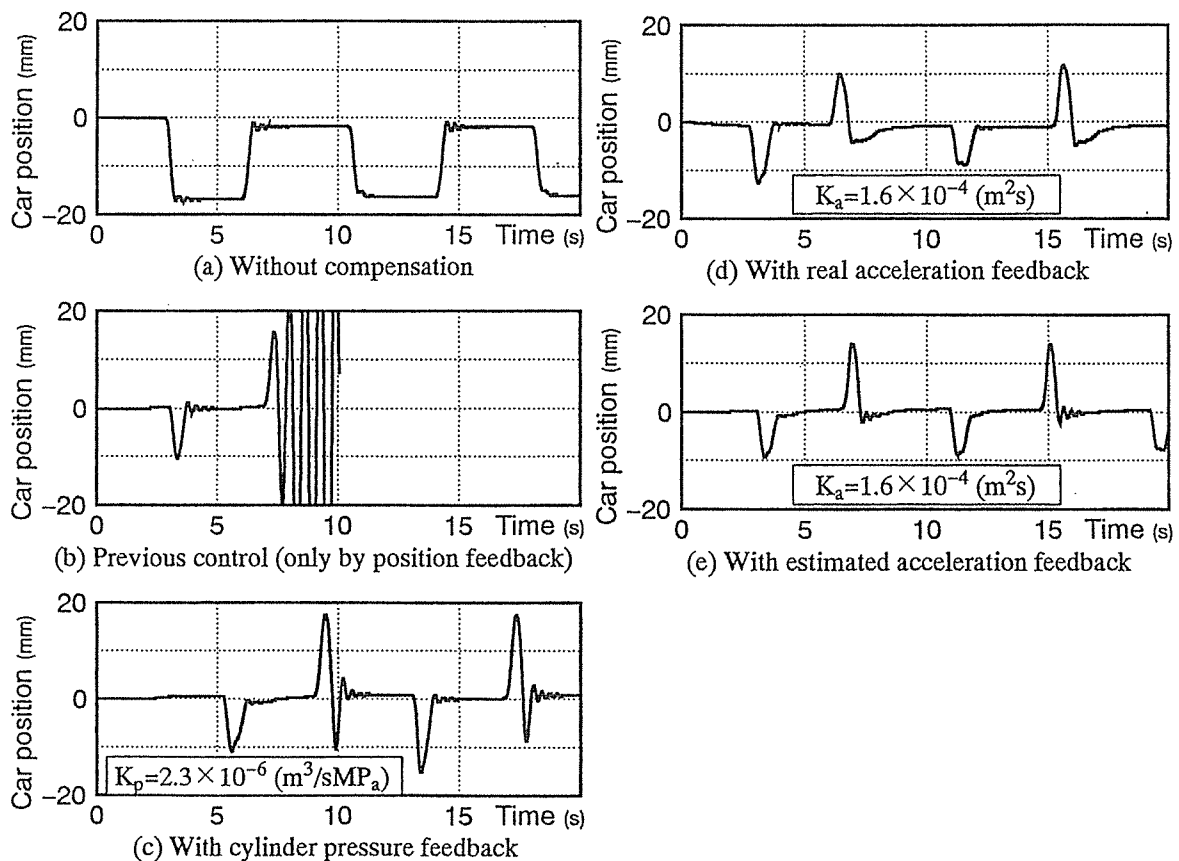 20
0
−20
Car position (mm)
0 5 10 15 Time (s)
(a) Without compensation
20
0
−20
Car position (mm)
0 5 10 15 Time (s)
(b) Previous control (only by position feedback)
20
0
−20
Car position (mm)
Kp=2.3×10−6 (m3/sMPa)
0 5 10 15 Time (s)
(c) With cylinder pressure feedback
20
0
−20
Car position (mm)
Ka=1.6×10−4 (m2s)
0 5 10 15 Time (s)
(d) With real acceleration feedback
20
0
−20
Car position (mm)
Ka=1.6×10−4 (m2s)
0 5 10 15 Time (s)
(e) With estimated acceleration feedback